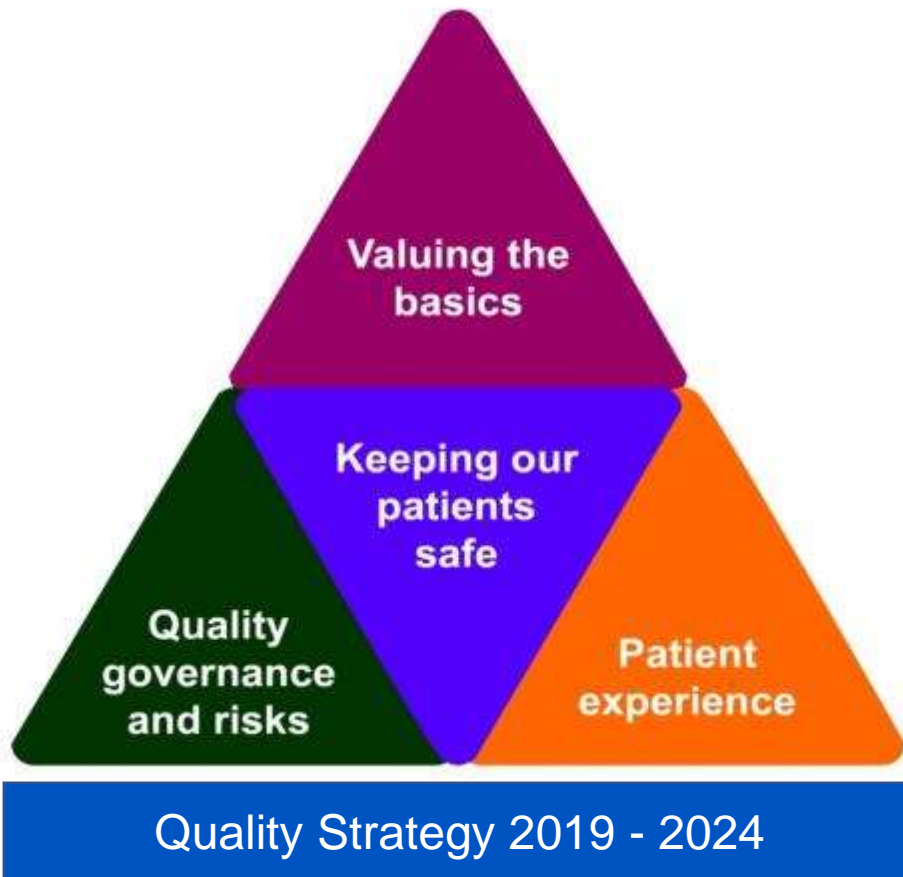 Valuing the
basics
Keeping our
patients
safe
Quality
governance
and risks
Patient
experience
Quality Strategy 2019 - 2024